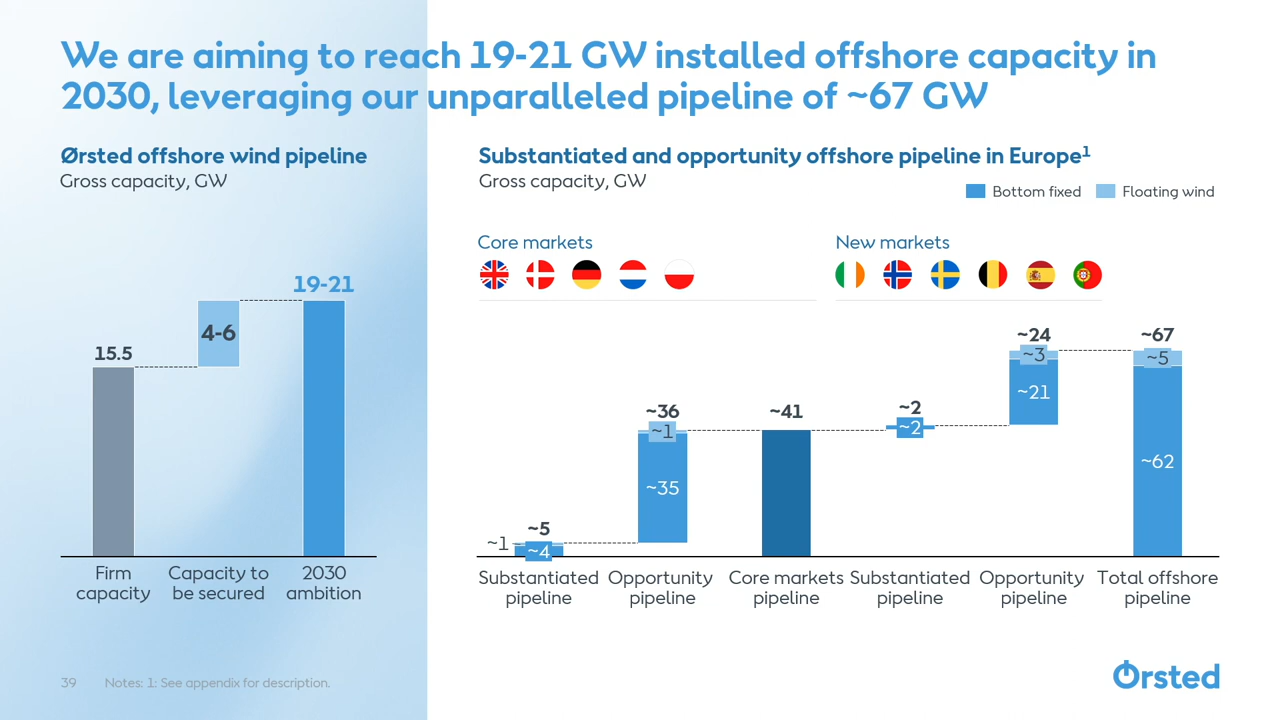 We are aiming to reach 19-21 GW installed offshore capacity in
2030, leveraging our unparalleled pipeline of ~67 GW
Ørsted offshore wind pipeline
Gross capacity, GW
19-21
4-6
15.5
Firm
capacity
Capacity to
be secured
2030
ambition
Substantiated and opportunity offshore pipeline in Europe¹
Gross capacity, GW
Bottom fixed
Floating wind
Core markets
New markets
~5
~1
~4
~36
~1
~35
~41
~2
~2
~24
~3
~21
~67
~5
~62
Substantiated
pipeline
Opportunity
pipeline
Core markets
pipeline
Substantiated
pipeline
Opportunity
pipeline
Total offshore
pipeline
39
Notes: 1: See appendix for description.
Ørsted